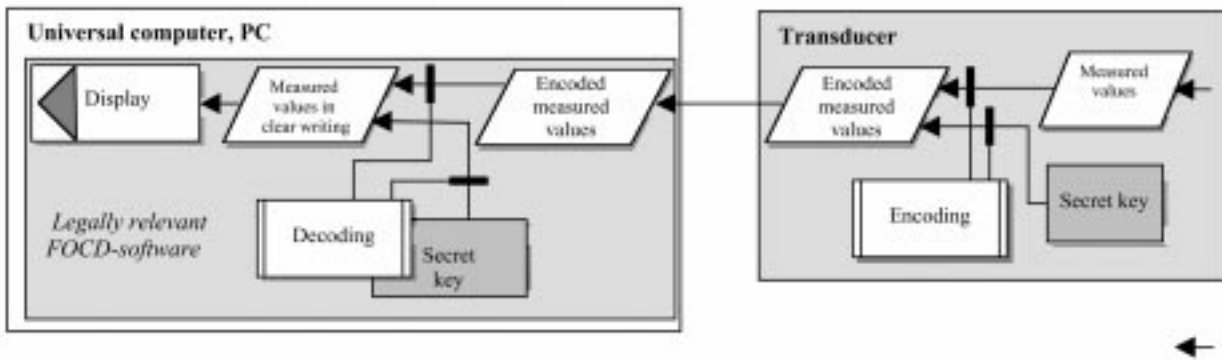 Universal computer, PC
Display
Measured
values in
clear writing
Encoded
measured
values
Legally relevant
FOCD-software
Decoding
Secret
key
Transducer
Encoded
measured
values
Measured
values
Encoding
Secret key